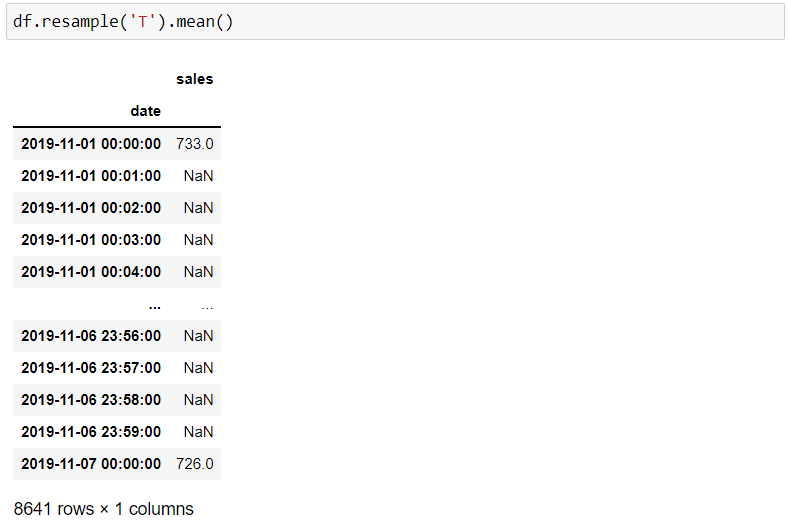 df.resample('T').mean()
sales
date
2019-11-01 00:00:00 733.0
2019-11-01 00:01:00 NaN
2019-11-01 00:02:00 NaN
2019-11-01 00:03:00 NaN
2019-11-01 00:04:00 NaN
... ...
2019-11-06 23:56:00 NaN
2019-11-06 23:57:00 NaN
2019-11-06 23:58:00 NaN
2019-11-06 23:59:00 NaN
2019-11-07 00:00:00 726.0
8641 rows × 1 columns